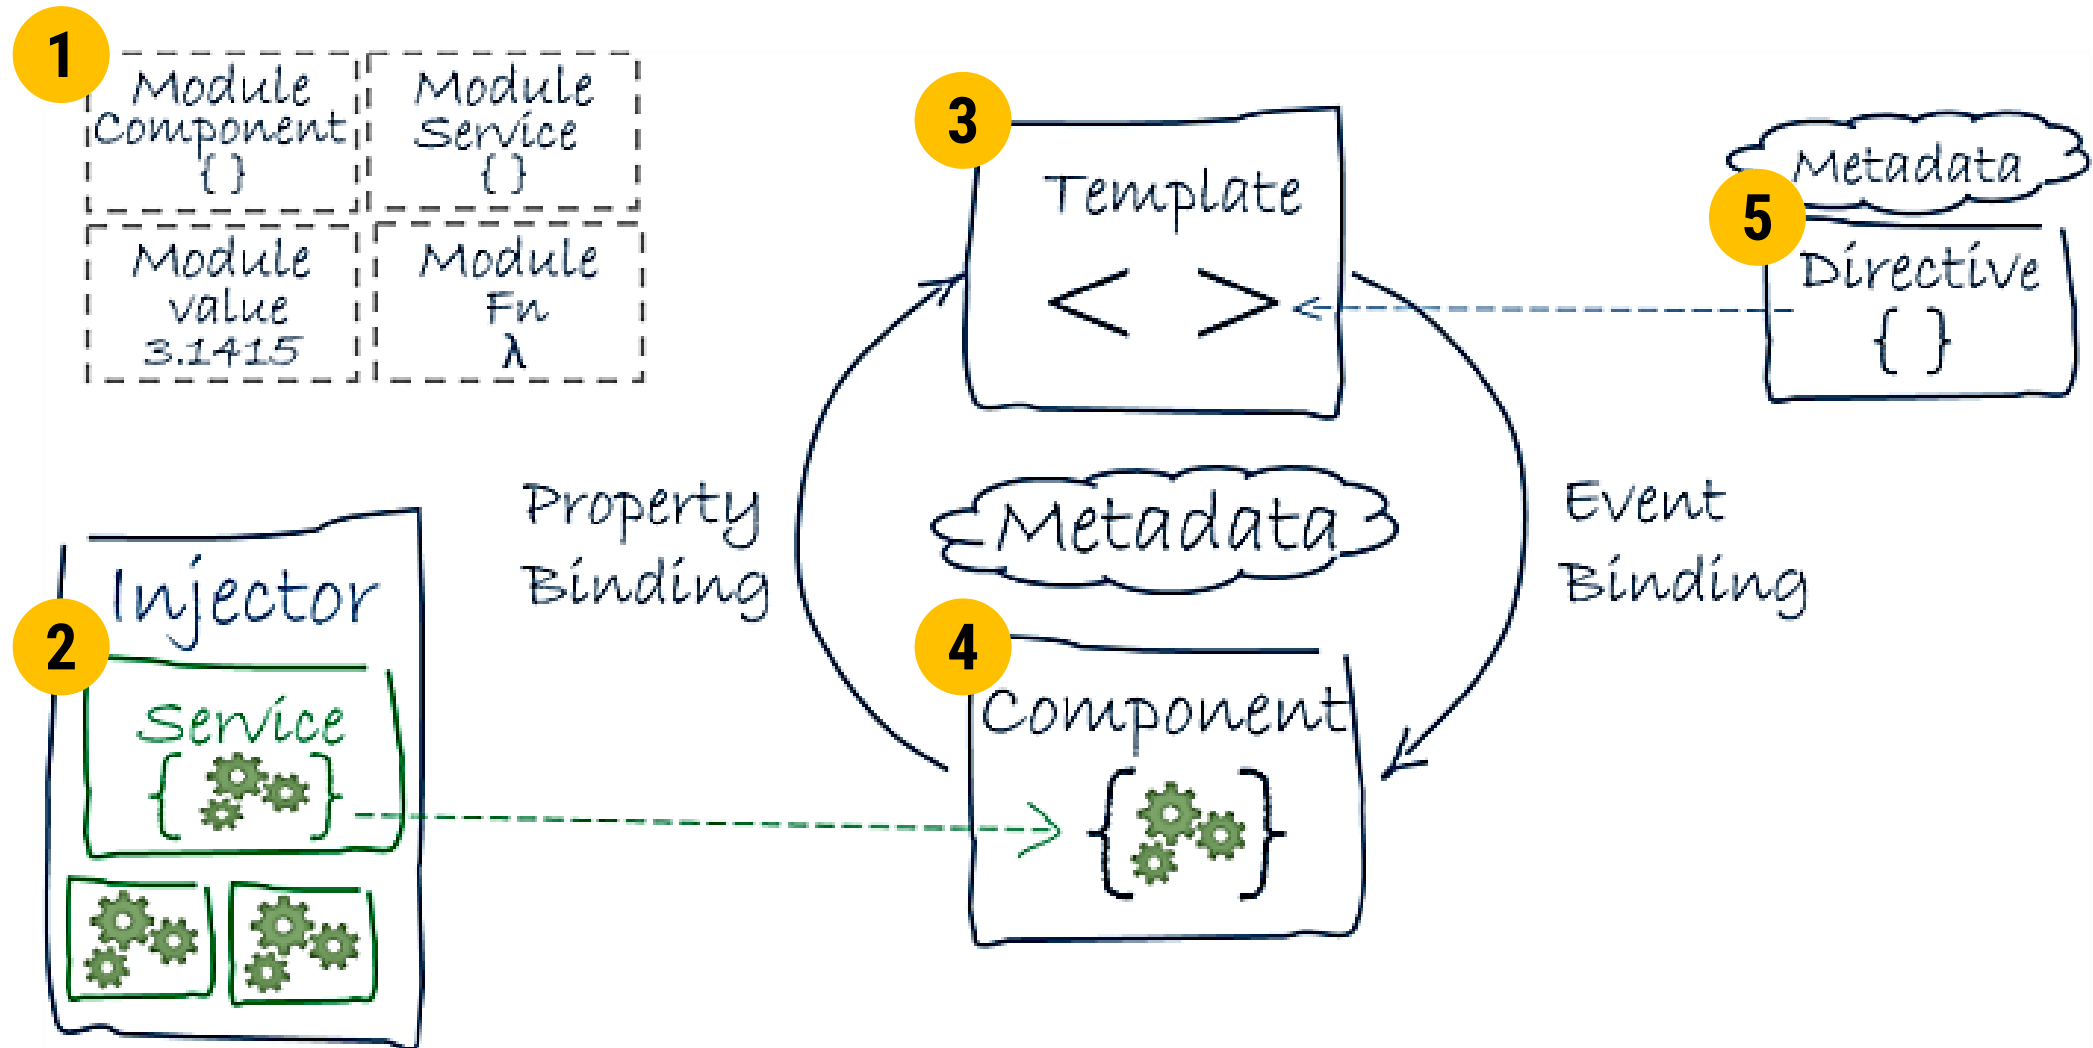 1
Module
Component
{ }
Module
Service
{ }
Module
value
3.1415
Module
Fn
λ
2
Injector
Service
{ }
3
Template
< >
Property
Binding
Metadata
Event
Binding
4
Component
{ }
Metadata
5
Directive
{ }